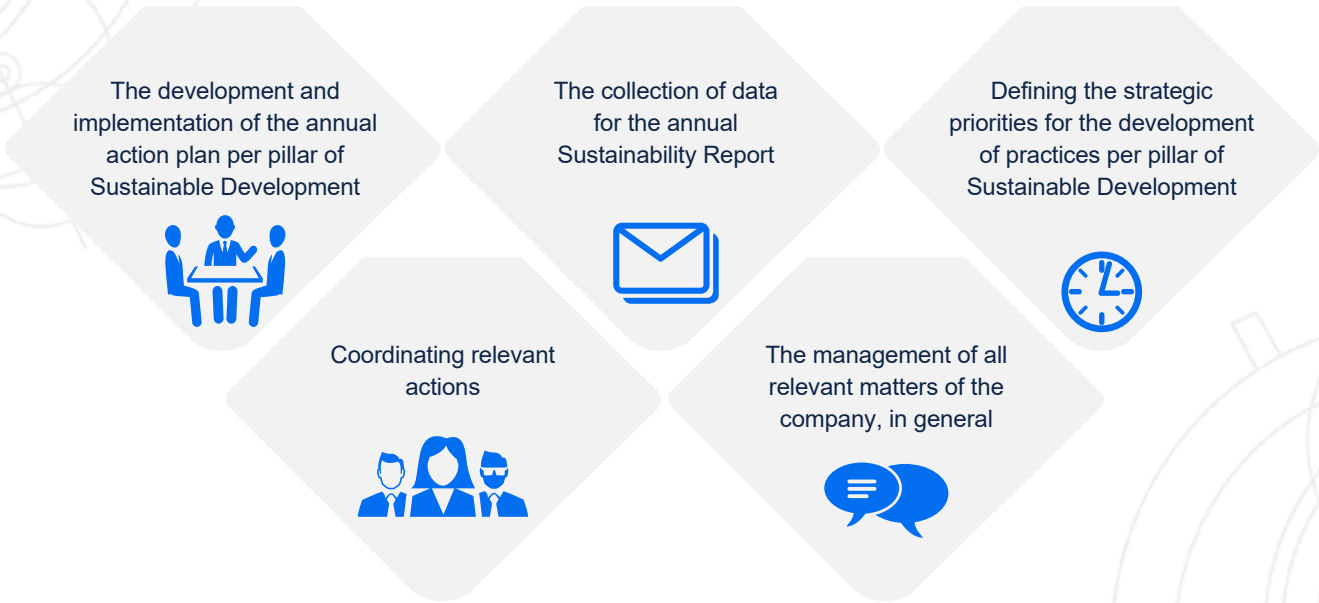 The development and
implementation of the annual
action plan per pillar of
Sustainable Development
The collection of data
for the annual
Sustainability Report
Defining the strategic
priorities for the development
of practices per pillar of
Sustainable Development
Coordinating relevant
actions
The management of all
relevant matters of the
company, in general